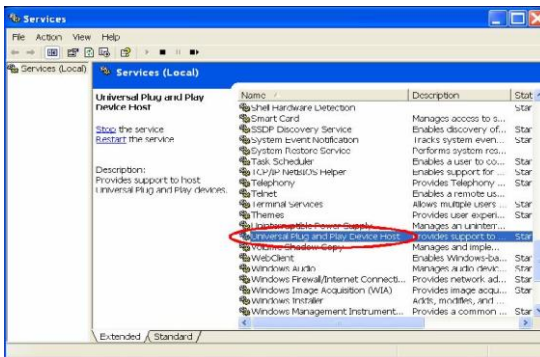 Services
File Action View Help
Services (Local)
Services (Local)
Universal Plug and Play
Device Host
Stop the service
Restart the service
Description:
Provides support to host
Universal Plug and Play devices.
Name Description Stat
Shell Hardware Detection Star
Smart Card Manages access to s...
SSDP Discovery Service Enables discovery of... Star
System Event Notification Tracks system even... Star
System Restore Service Performs system res...
Task Scheduler Enables a user to co... Star
TCP/IP NetBIOS Helper Enables support for ... Star
Telephony Provides Telephony ... Star
Telnet Enables a remote us...
Terminal Services Allows multiple users ... Star
Themes Provides user experi... Star
Uninterruptible Power Supply Manages an uninterr...
Universal Plug and Play Device Host Provides support to ... Star
Volume Shadow Copy Manages and imple...
WebClient Enables Windows-ba... Star
Windows Audio Manages audio devic... Star
Windows Firewall/Internet Connecti... Provides network ad... Star
Windows Image Acquisition (WIA) Provides image acqu... Star
Windows Installer Adds, modifies, and ...
Windows Management Instrument... Provides a common ... Star
Extended Standard